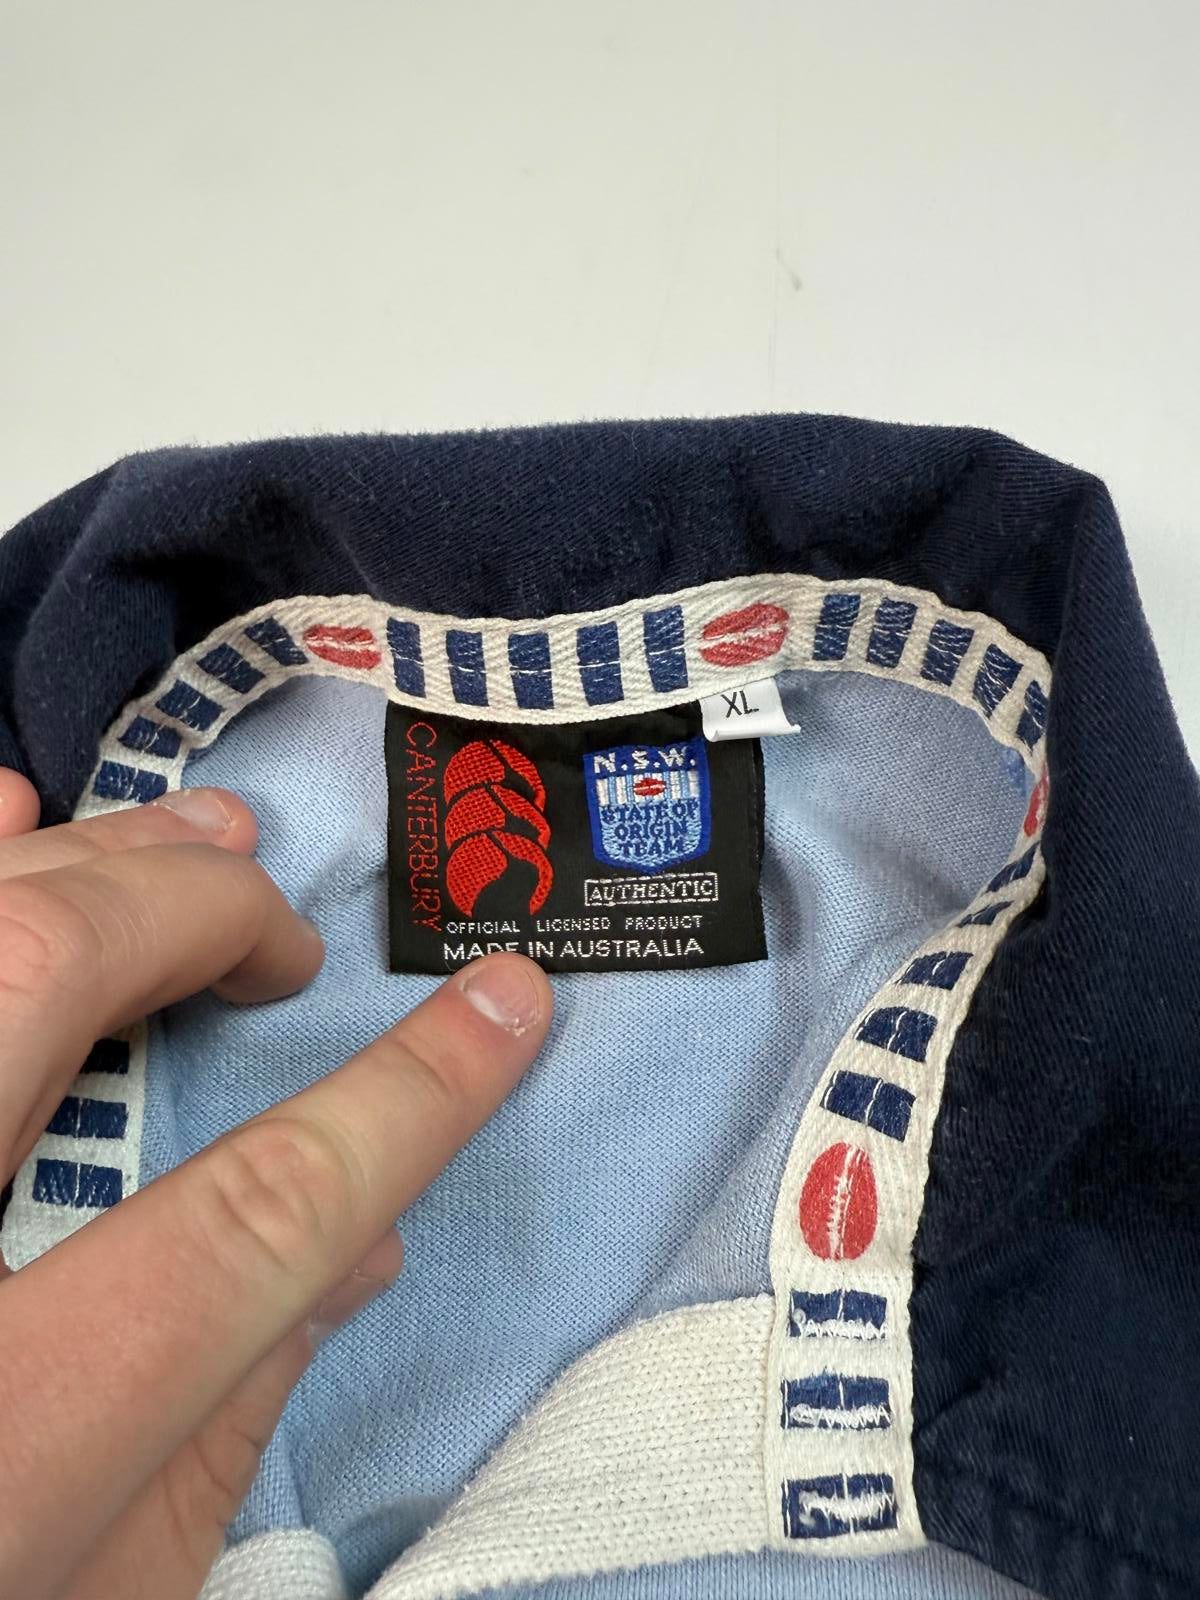 XL
CANTERBURY
N.S.W.
STATE OF
ORIGIN
TEAM
AUTHENTIC
OFFICIAL LICENSED PRODUCT
MADE IN AUSTRALIA